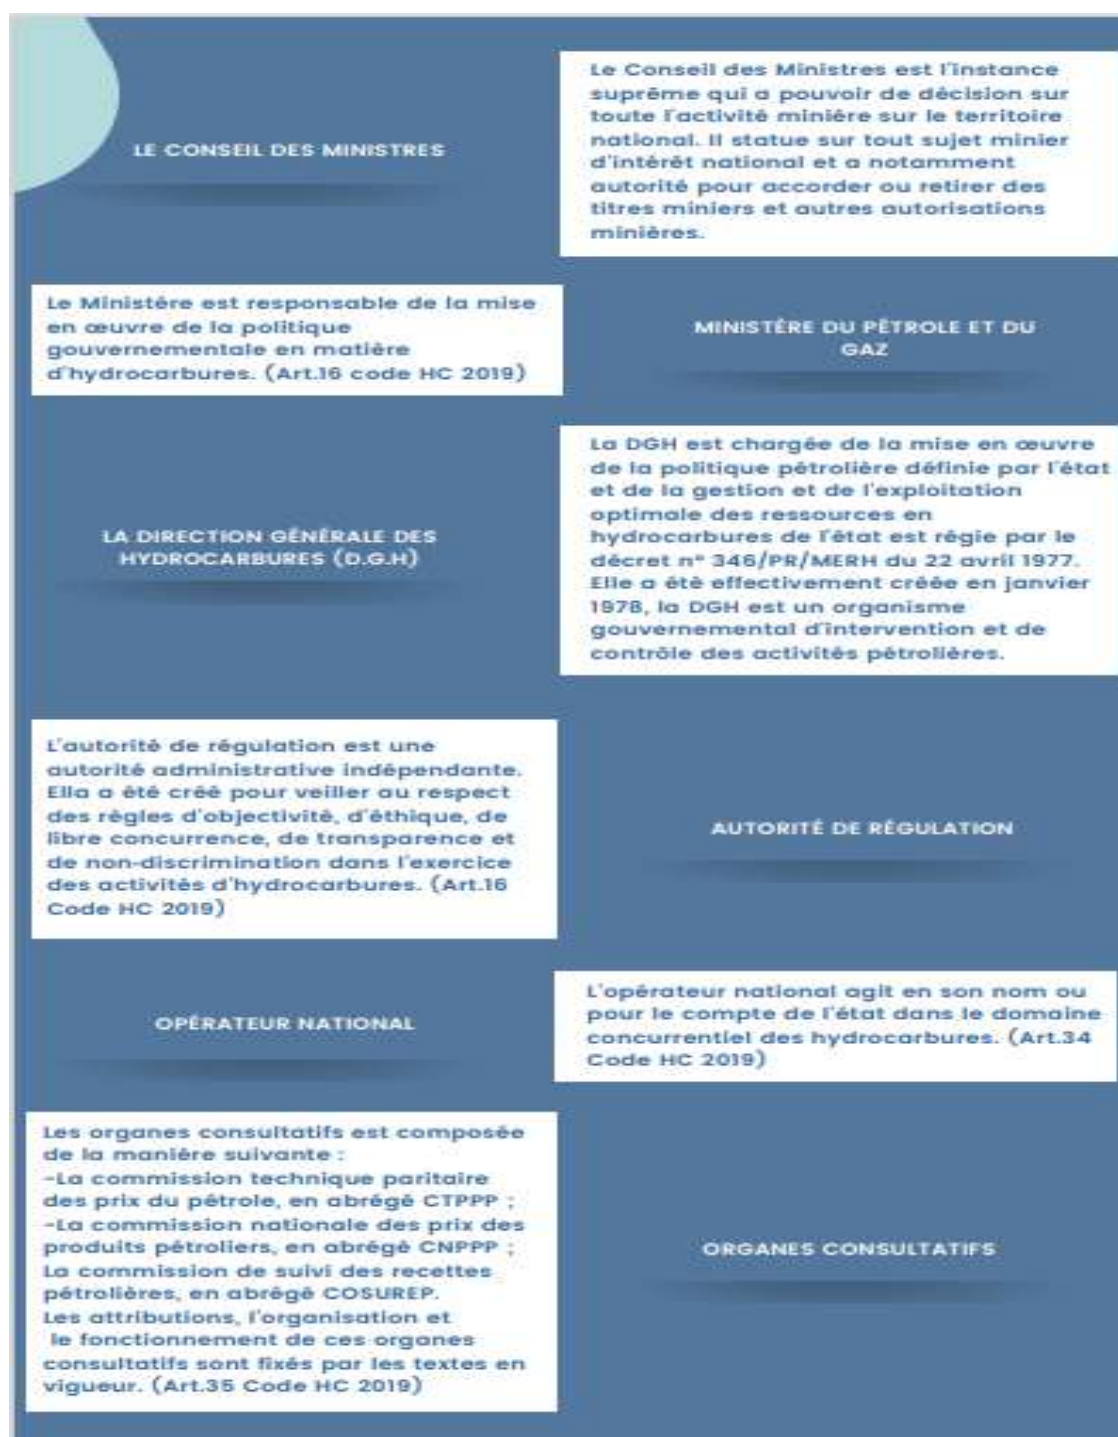 LE CONSEIL DES MINISTRES
Le Conseil des Ministres est l'instance
suprême qui a pouvoir de décision sur
toute l'activité minière sur le territoire
national. Il statue sur tout sujet minier
d'intérêt national et a notamment
autorité pour accorder ou retirer des
titres miniers et autres autorisations
minières.
Le Ministère est responsable de la mise
en œuvre de la politique
gouvernementale en matière
d'hydrocarbures. (Art.16 code HC 2019)
MINISTÈRE DU PÉTROLE ET DU
GAZ
LA DIRECTION GÉNÉRALE DES
HYDROCARBURES (D.G.H)
La DGH est chargée de la mise en œuvre
de la politique pétrolière définie par l'état
et de la gestion et de l'exploitation
optimale des ressources en
hydrocarbures de l'état est régie par le
décret n° 346/PR/MERH du 22 avril 1977.
Elle a été effectivement créée en janvier
1978, la DGH est un organisme
gouvernemental d'intervention et de
contrôle des activités pétrolières.
L'autorité de régulation est une
autorité administrative indépendante.
Ella a été créé pour veiller au respect
des règles d'objectivité, d'éthique, de
libre concurrence, de transparence et
de non-discrimination dans l'exercice
des activités d'hydrocarbures. (Art.16
Code HC 2019)
AUTORITÉ DE RÉGULATION
OPÉRATEUR NATIONAL
L'opérateur national agit en son nom ou
pour le compte de l'état dans le domaine
concurrentiel des hydrocarbures. (Art.34
Code HC 2019)
Les organes consultatifs est composée
de la manière suivante :
-La commission technique paritaire
des prix du pétrole, en abrégé CTPPP ;
-La commission nationale des prix des
produits pétroliers, en abrégé CNPPP ;
La commission de suivi des recettes
pétrolières, en abrégé COSUREP.
Les attributions, l'organisation et
le fonctionnement de ces organes
consultatifs sont fixés par les textes en
vigueur. (Art.35 Code HC 2019)
ORGANES CONSULTATIFS